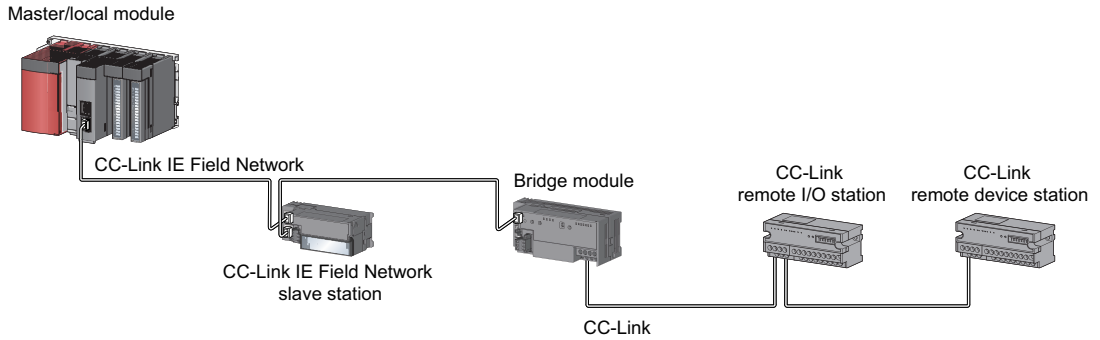 Master/local module
CC-Link IE Field Network
Bridge module
CC-Link
remote I/O station
CC-Link
remote device station
CC-Link IE Field Network
slave station
CC-Link